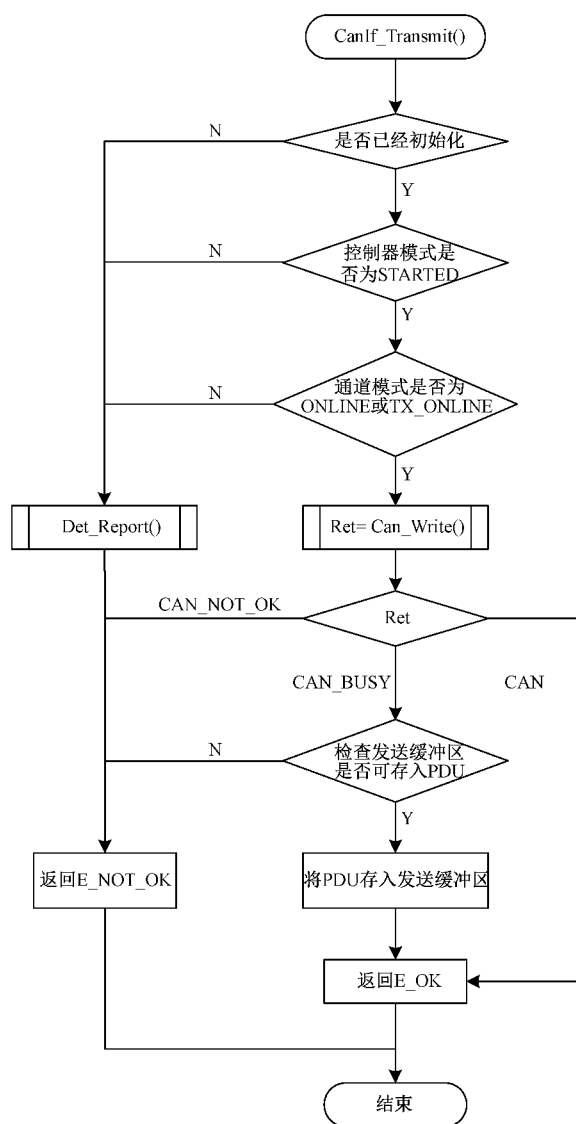 CanIf_Transmit()
N
是否已经初始化
Y
N
控制器模式是
否为STARTED
Y
N
通道模式是否为
ONLINE或TX_ONLINE
Y
Det_Report()
Ret= Can_Write()
CAN_NOT_OK
Ret
CAN_BUSY
CAN
N
检查发送缓冲区
是否可存入PDU
Y
返回E_NOT_OK
将PDU存入发送缓冲区
返回E_OK
结束